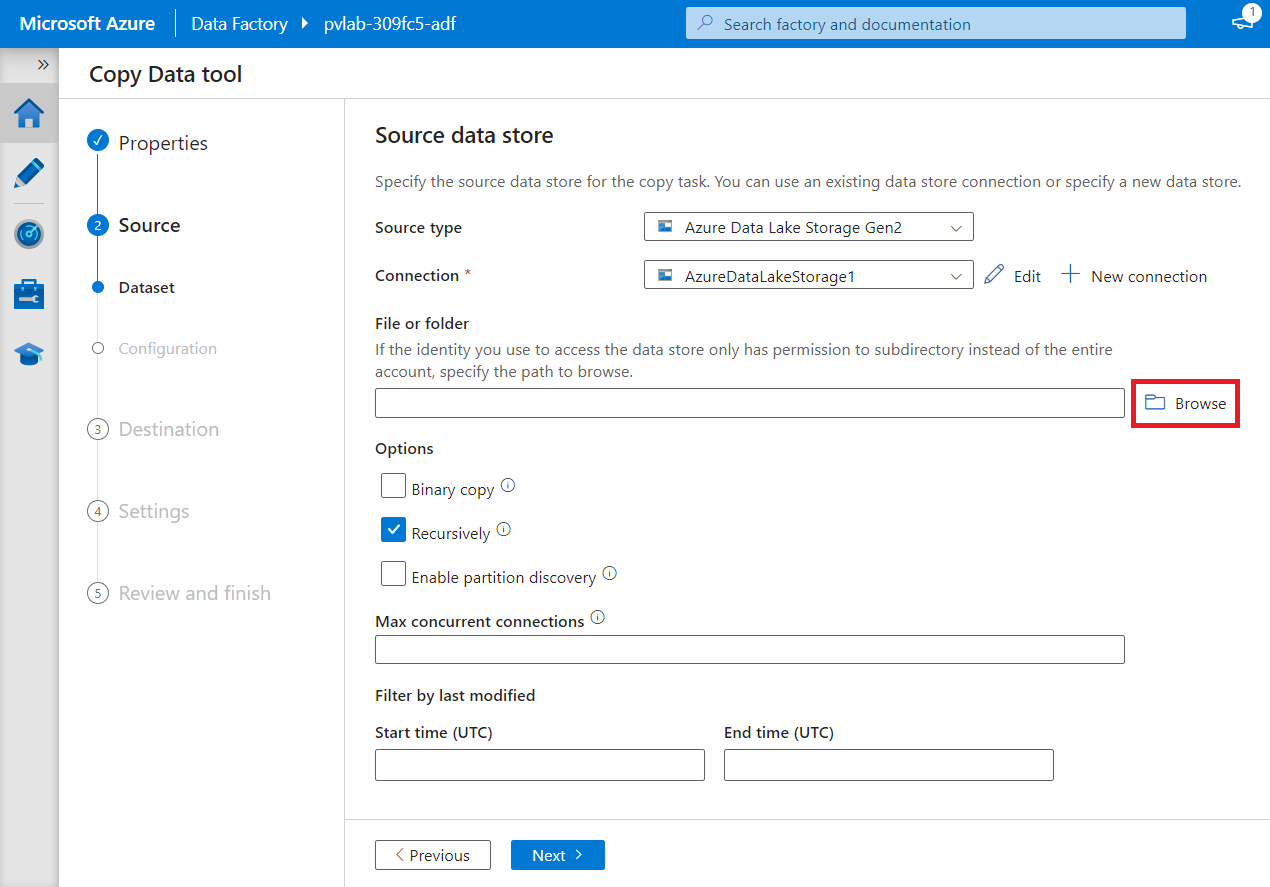 Microsoft Azure
Data Factory
pvlab-309fc5-adf
Search factory and documentation
1
Copy Data tool
Properties
2
Source
Dataset
Configuration
3
Destination
4
Settings
5
Review and finish
Source data store
Specify the source data store for the copy task. You can use an existing data store connection or specify a new data store.
Source type
Azure Data Lake Storage Gen2
Connection *
AzureDataLakeStorage1
Edit
New connection
File or folder
If the identity you use to access the data store only has permission to subdirectory instead of the entire
account, specify the path to browse.
Browse
Options
Binary copy
Recursively
Enable partition discovery
Max concurrent connections
Filter by last modified
Start time (UTC)
End time (UTC)
Previous
Next